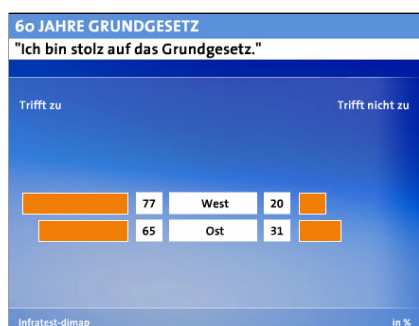 60 JAHRE GRUNDGESETZ
"Ich bin stolz auf das Grundgesetz."
Trifft zu Trifft nicht zu
77 West 20
65 Ost 31
Infratest-dimap in %